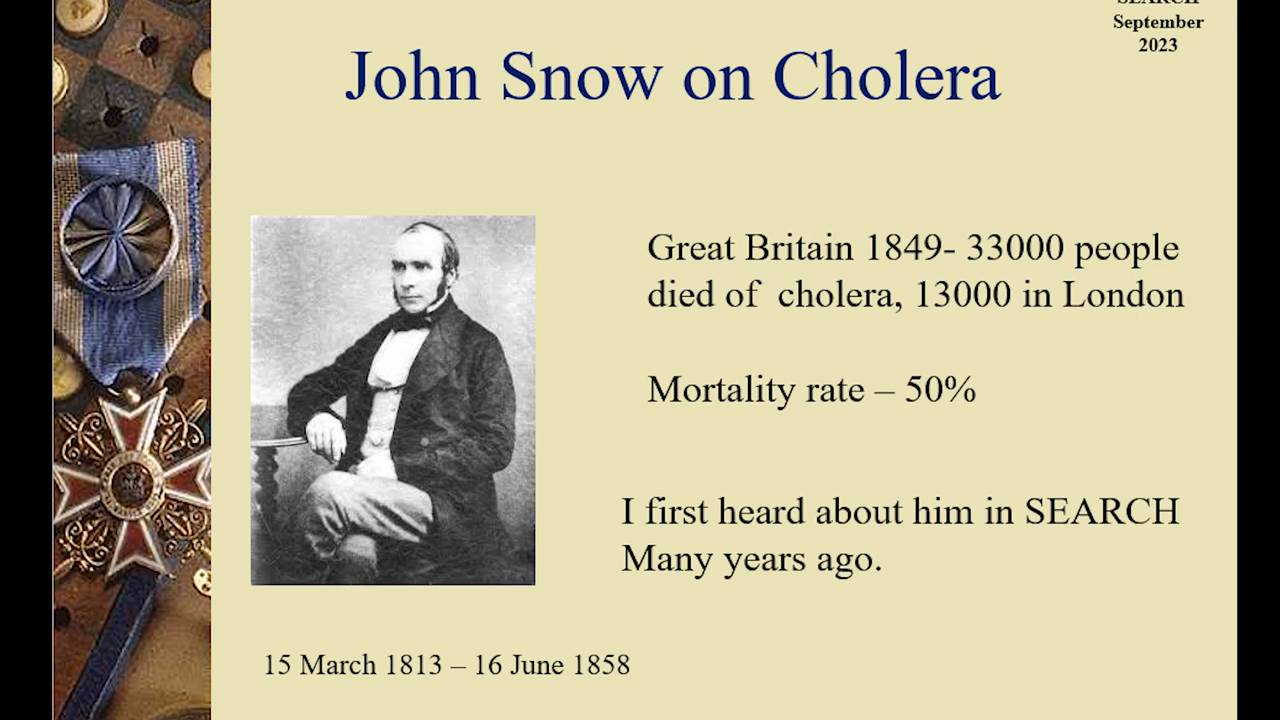 SEARCH
September
2023
John Snow on Cholera
Great Britain 1849- 33000 people
died of  cholera, 13000 in London
Mortality rate – 50%
I first heard about him in SEARCH
Many years ago.
15 March 1813 – 16 June 1858